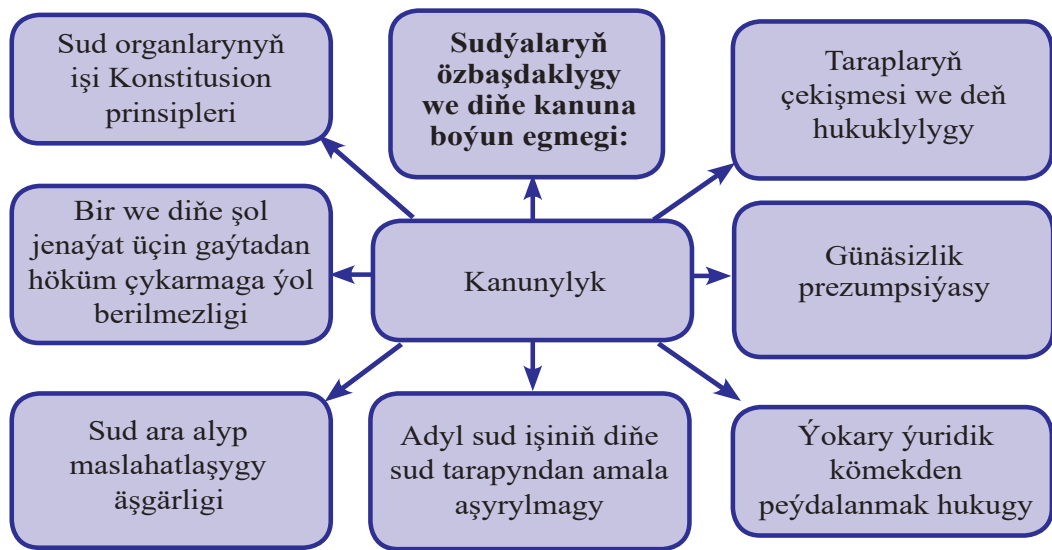 Sud organlarynyň
işi Konstitusion
prinsipleri
Sudýalaryň
özbaşdaklygy
we diňe kanuna
boýun egmegi:
Taraplaryň
çekişmesi we deň
hukuklylygy
Bir we diňe şol
jenaýat üçin gaýtadan
höküm çykarmaga ýol
berilmezligi
Kanunylyk
Günäsizlik
prezumpsiýasy
Sud ara alyp
maslahatlaşygy
äşgärligi
Adyl sud işiniň diňe
sud tarapyndan amala
aşyrylmagy
Ýokary ýuridik
kömekden
peýdalanmak hukugy